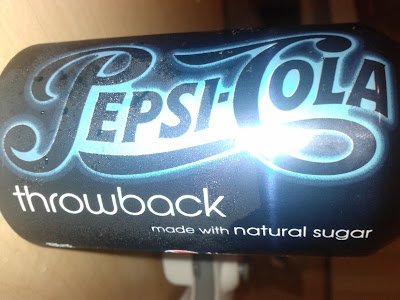 PEPSI-COLA
throwback
made with natural sugar